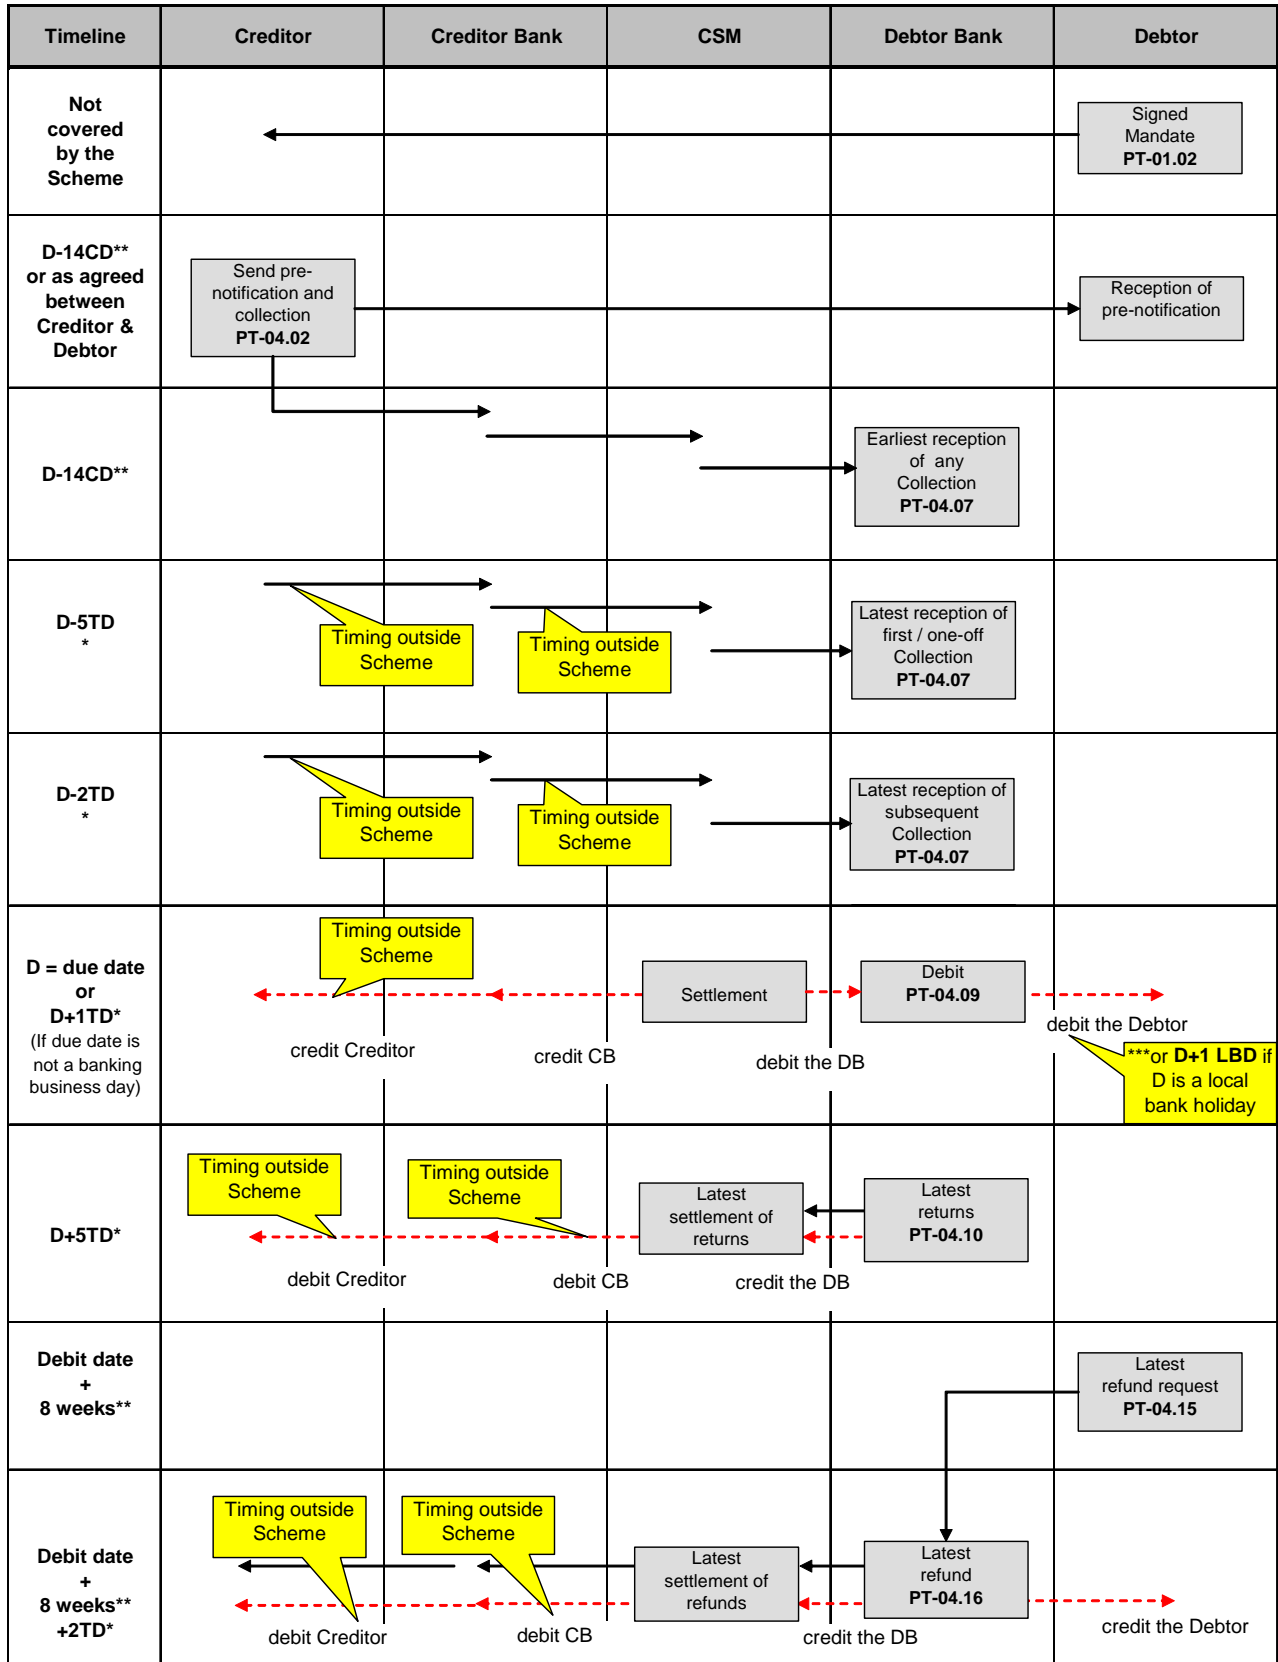 Timeline
Creditor
Creditor Bank
CSM
Debtor Bank
Debtor
Not
covered
by the
Scheme
Signed
Mandate
PT-01.02
D-14CD**
or as agreed
between
Creditor &
Debtor
Send pre-
notification and
collection
PT-04.02
Reception of
pre-notification
D-14CD**
Earliest reception
of any
Collection
PT-04.07
D-5TD
*
Timing outside
Scheme
Timing outside
Scheme
Latest reception of
first / one-off
Collection
PT-04.07
D-2TD
*
Timing outside
Scheme
Timing outside
Scheme
Latest reception of
subsequent
Collection
PT-04.07
D = due date
or
D+1TD*
(If due date is
not a banking
business day)
Timing outside
Scheme
credit Creditor
credit CB
Settlement
debit the DB
Debit
PT-04.09
debit the Debtor
***or D+1 LBD if
D is a local
bank holiday
D+5TD*
Timing outside
Scheme
debit Creditor
Timing outside
Scheme
debit CB
Latest
settlement of
returns
credit the DB
Latest
returns
PT-04.10
Debit date
+
8 weeks**
Latest
refund request
PT-04.15
Debit date
+
8 weeks**
+2TD*
Timing outside
Scheme
debit Creditor
Timing outside
Scheme
debit CB
Latest
settlement of
refunds
credit the DB
Latest
refund
PT-04.16
credit the Debtor